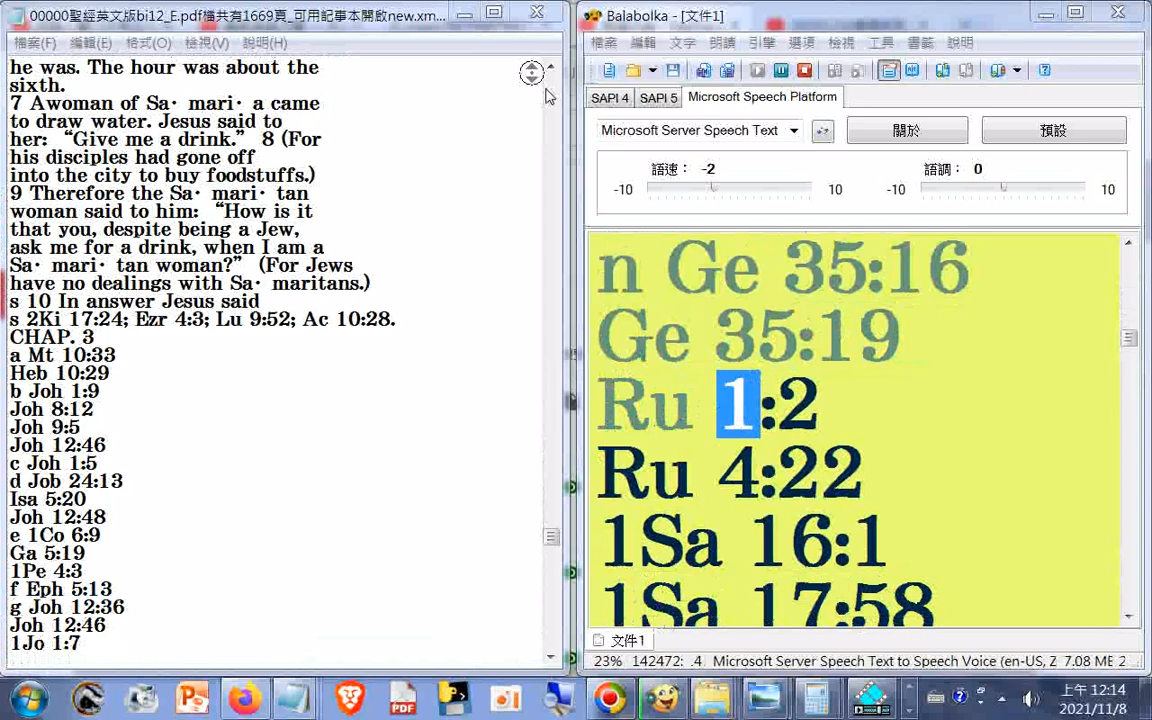 00000聖經英文版bi12_E.pdf檔共有1669頁_可用記事本開啟new.xm...
檔案(F) 編輯(E) 格式(O) 檢視(V) 說明(H)
he was. The hour was about the
sixth.
7 Awoman of Sa· mari· a came
to draw water. Jesus said to
her: “Give me a drink.” 8 (For
his disciples had gone off
into the city to buy foodstuffs.)
9 Therefore the Sa· mari· tan
woman said to him: “How is it
that you, despite being a Jew,
ask me for a drink, when I am a
Sa· mari· tan woman?” (For Jews
have no dealings with Sa· maritans.)
s 10 In answer Jesus said
s 2Ki 17:24; Ezr 4:3; Lu 9:52; Ac 10:28.
CHAP. 3
a Mt 10:33
Heb 10:29
b Joh 1:9
Joh 8:12
Joh 9:5
Joh 12:46
c Joh 1:5
d Job 24:13
Isa 5:20
Joh 12:48
e 1Co 6:9
Ga 5:19
1Pe 4:3
f Eph 5:13
g Joh 12:36
Joh 12:46
1Jo 1:7
Balabolka - [文件1]
檔案 編輯 文字 朗讀 引擎 選項 檢視 工具 書籤 說明
SAPI 4 SAPI 5 Microsoft Speech Platform
Microsoft Server Speech Text 關於 預設
語速： -2 語調： 0
-10 10 -10 10
n Ge 35:16
Ge 35:19
Ru 1:2
Ru 4:22
1Sa 16:1
1Sa 17:58
文件1
23% 142472: .4 Microsoft Server Speech Text to Speech Voice (en-US, Z 7.08 MB 2
PDF
上午 12:14
2021/11/8